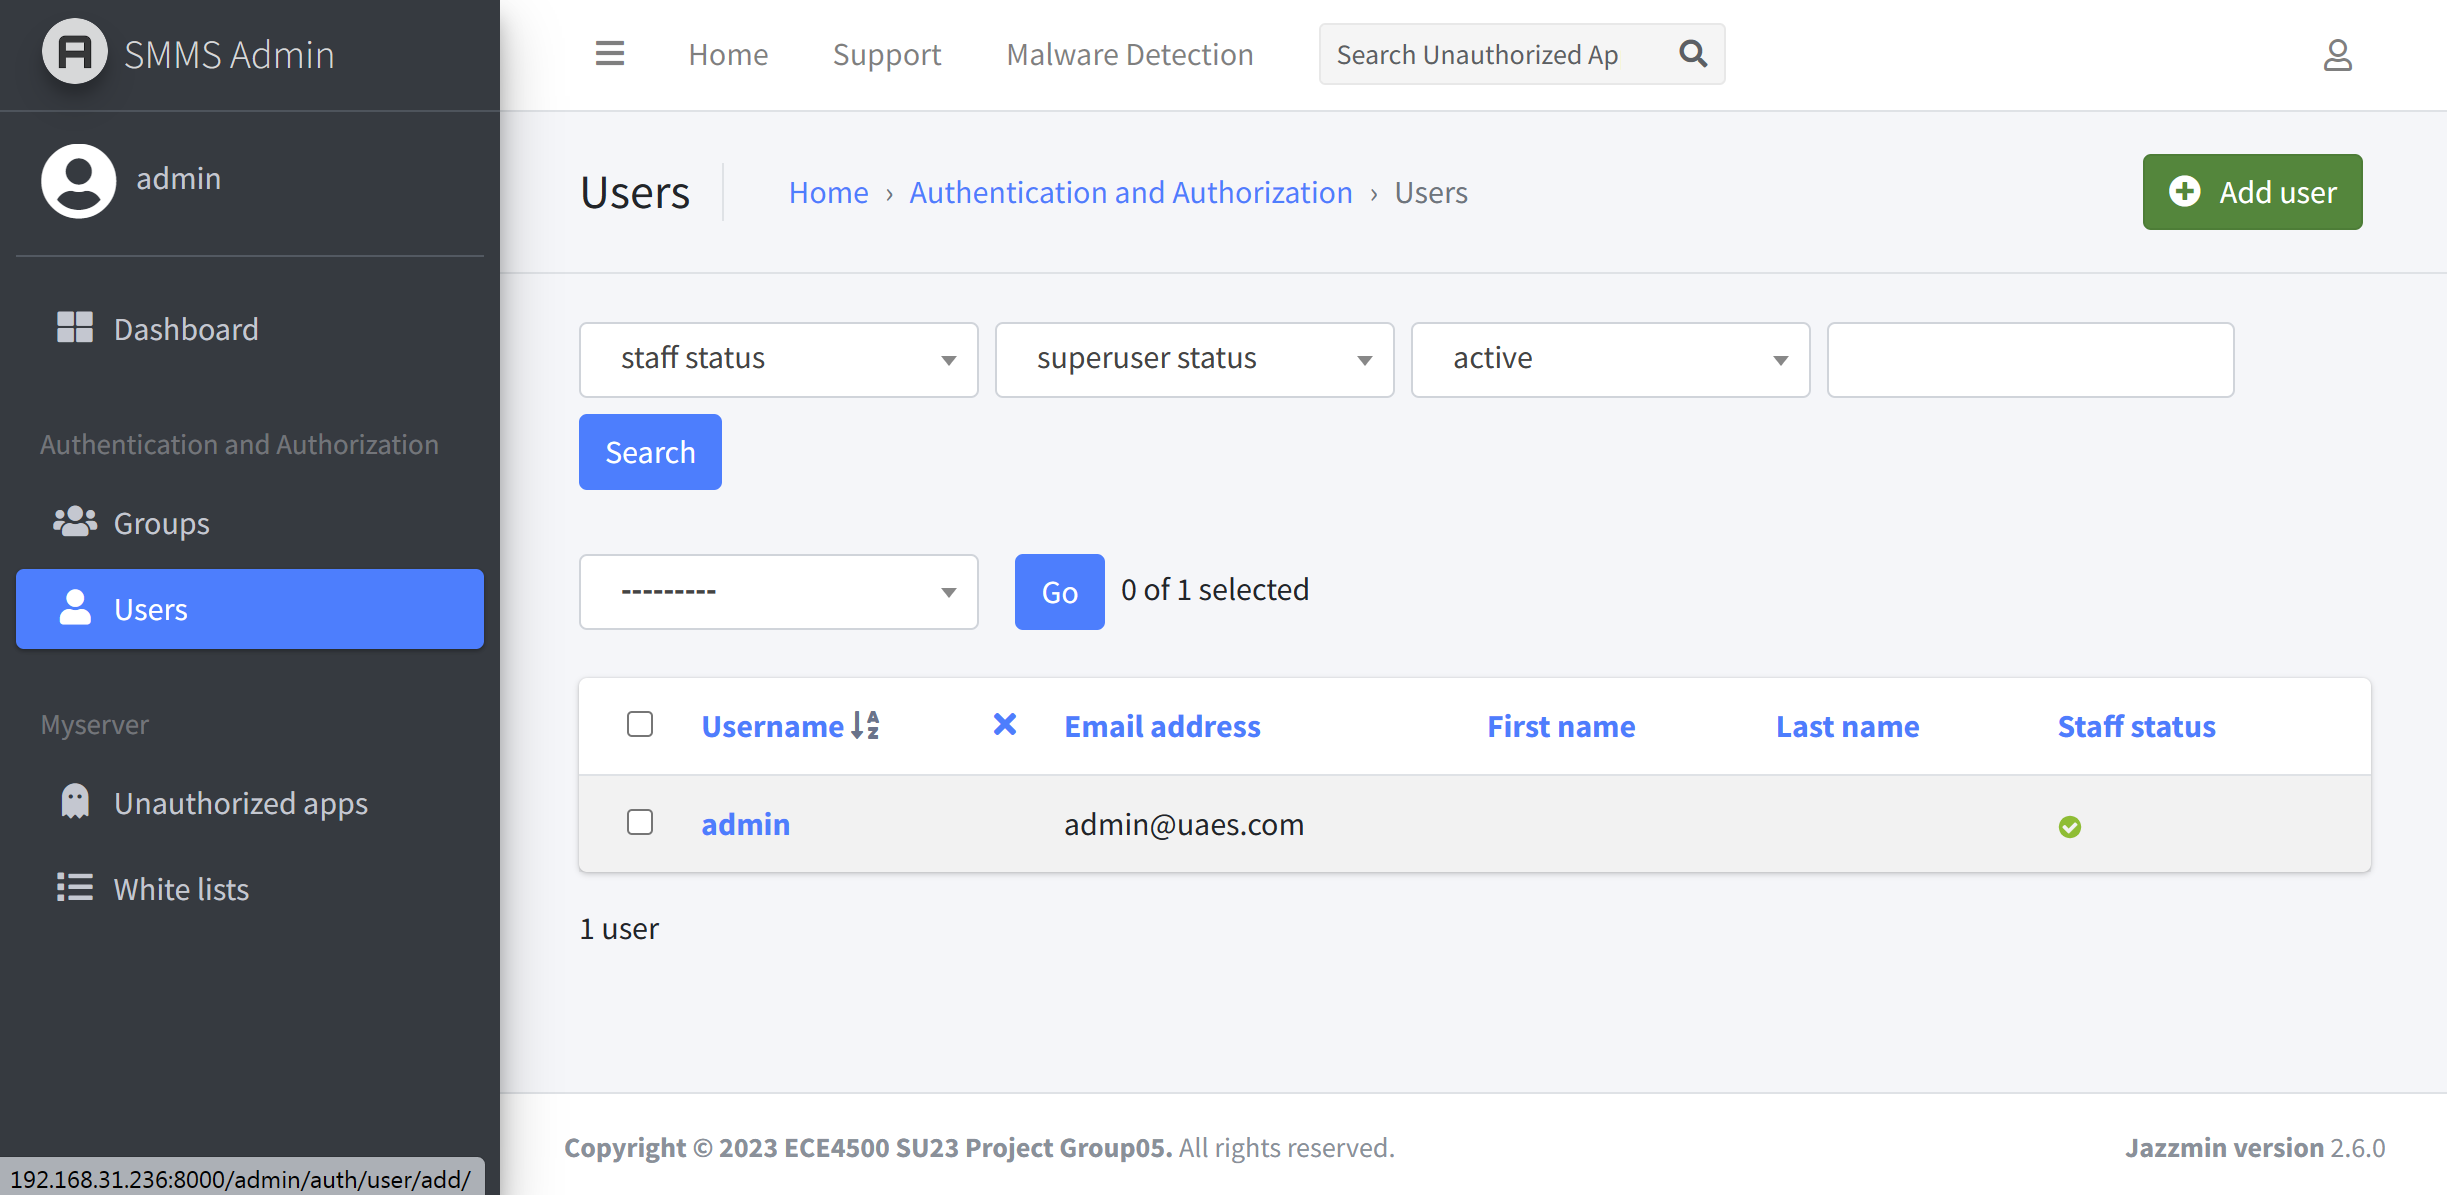 SMMS Admin
Home
Support
Malware Detection
Search Unauthorized Ap
admin
Users
Home › Authentication and Authorization › Users
Add user
Dashboard
staff status
superuser status
active
Search
Authentication and Authorization
Groups
Users
---------
Go
0 of 1 selected
Myserver
Unauthorized apps
White lists
Username
Email address
First name
Last name
Staff status
admin
admin@uaes.com
1 user
Copyright © 2023 ECE4500 SU23 Project Group05. All rights reserved.
Jazzmin version 2.6.0
192.168.31.236:8000/admin/auth/user/add/